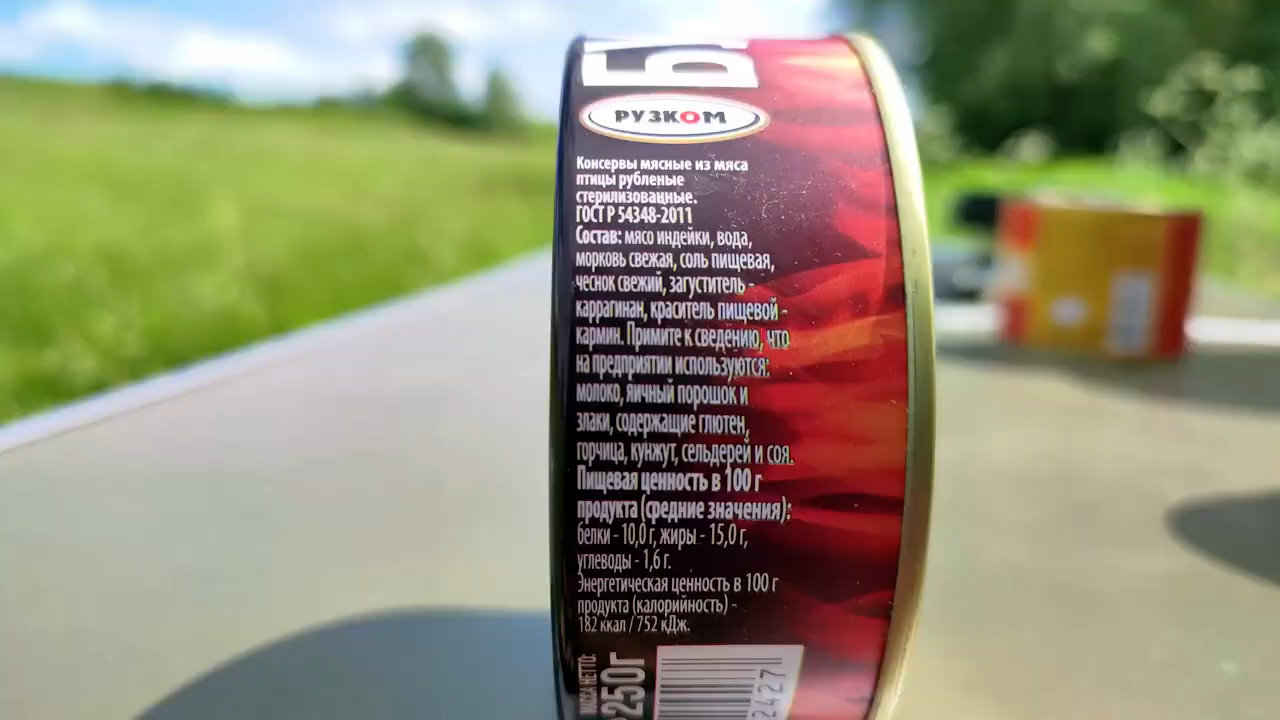 РУЗКОМ
Консервы мясные из мяса
птицы рубленые
стерилизованные.
ГОСТ Р 54348-2011
Состав: мясо индейки, вода,
морковь свежая, соль пищевая,
чеснок свежий, загуститель -
каррагинан, краситель пищевой -
кармин. Примите к сведению, что
на предприятии используются:
молоко, яичный порошок и
злаки, содержащие глютен,
горчица, кунжут, сельдерей и соя.
Пищевая ценность в 100 г
продукта (средние значения):
белки - 10,0 г, жиры - 15,0 г,
углеводы - 1,6 г.
Энергетическая ценность в 100 г
продукта (калорийность) -
182 ккал / 752 кДж.
МАССА НЕТТО:
250г
2427